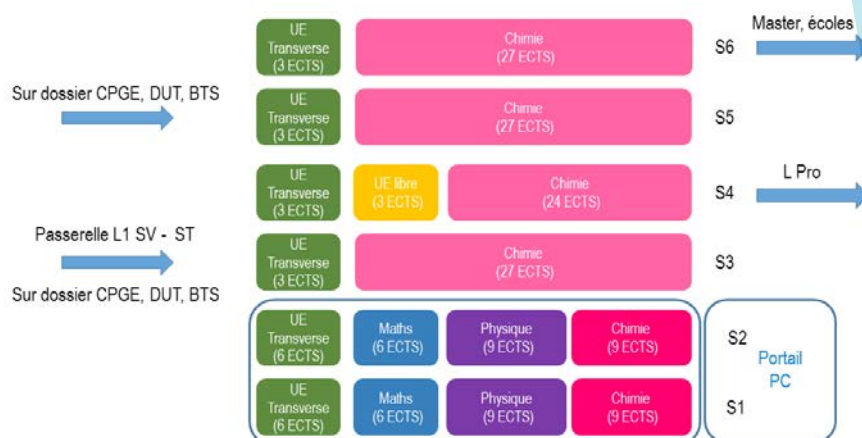 Master, écoles
UE
Transverse
(3 ECTS)
Chimie
(27 ECTS)
S6
Sur dossier CPGE, DUT, BTS
UE
Transverse
(3 ECTS)
Chimie
(27 ECTS)
S5
UE
Transverse
(3 ECTS)
UE libre
(3 ECTS)
Chimie
(24 ECTS)
S4
L Pro
Passerelle L1 SV - ST
Sur dossier CPGE, DUT, BTS
UE
Transverse
(3 ECTS)
Chimie
(27 ECTS)
S3
UE
Transverse
(6 ECTS)
Maths
(6 ECTS)
Physique
(9 ECTS)
Chimie
(9 ECTS)
S2
Portail
PC
UE
Transverse
(6 ECTS)
Maths
(6 ECTS)
Physique
(9 ECTS)
Chimie
(9 ECTS)
S1